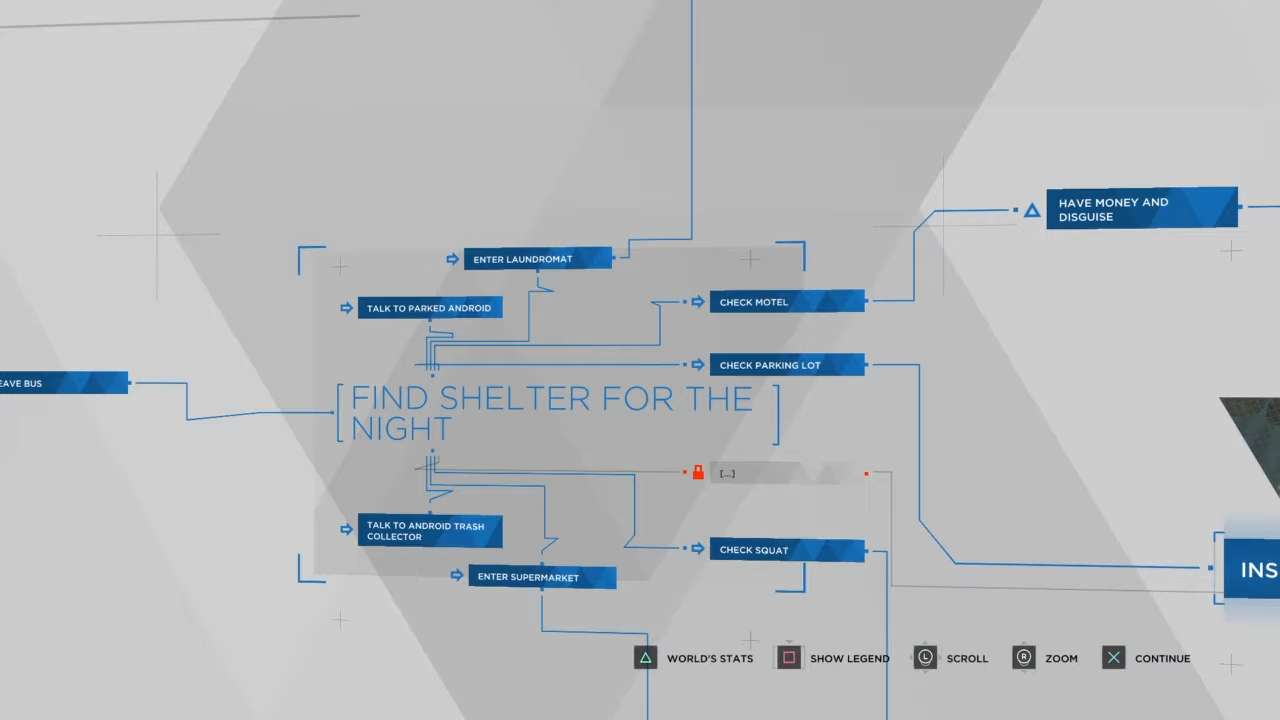 HAVE MONEY AND
DISGUISE
ENTER LAUNDROMAT
TALK TO PARKED ANDROID
CHECK MOTEL
CHECK PARKING LOT
EAVE BUS
FIND SHELTER FOR THE
NIGHT
[...]
TALK TO ANDROID TRASH
COLLECTOR
CHECK SQUAT
ENTER SUPERMARKET
INS
L
R
WORLD'S STATS
SHOW LEGEND
SCROLL
ZOOM
CONTINUE